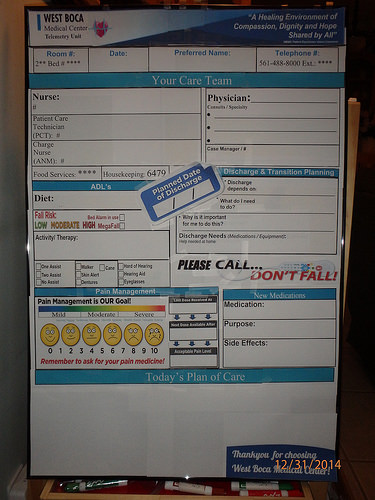 WEST BOCA
Medical Center
Telemetry Unit
"A Healing Environment of
Compassion, Dignity and Hope
Shared by All"
Room #: Date: Preferred Name: Telephone #:
2** Bed # **** 561-488-8000 Ext.: ****
Your Care Team
Nurse:
#
Patient Care
Technician
(PCT): #
Charge
Nurse
(ANM): #
Physician:
Consults / Specialty
Case Manager / #
Food Services: **** Housekeeping: 6479
Planned Date
of Discharge
Discharge & Transition Planning
Discharge
depends on:
What do I need
to do?
Why is it important
for me to do this?
Discharge Needs (Medications / Equipment):
Help needed at home
ADL's
Diet:
Fall Risk: Bed Alarm in use
LOW MODERATE HIGH MegaFall
Activity/ Therapy:
One Assist Walker Cane Hard of Hearing
Two Assist Skin Alert Hearing Aid
No Assist Dentures Eyeglasses
PLEASE CALL...
DON'T FALL!
Pain Management
Pain Management is OUR Goal!
Mild Moderate Severe
0 1 2 3 4 5 6 7 8 9 10
Remember to ask for your pain medicine!
Last Dose Received At
Next Dose Available After
Acceptable Pain Level
New Medications
Medication:
Purpose:
Side Effects:
Today's Plan of Care
Thankyou for choosing
West Boca Medical Center!
12/31/2014